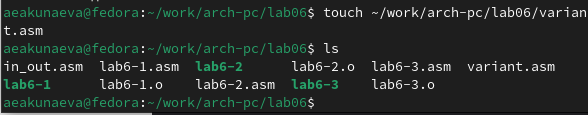 aeakunaeva@fedora:~/work/arch-pc/lab06$ touch ~/work/arch-pc/lab06/varian
t.asm
aeakunaeva@fedora:~/work/arch-pc/lab06$ ls
in_out.asm  lab6-1.asm  lab6-2      lab6-2.o  lab6-3.asm  variant.asm
lab6-1      lab6-1.o    lab6-2.asm  lab6-3    lab6-3.o
aeakunaeva@fedora:~/work/arch-pc/lab06$